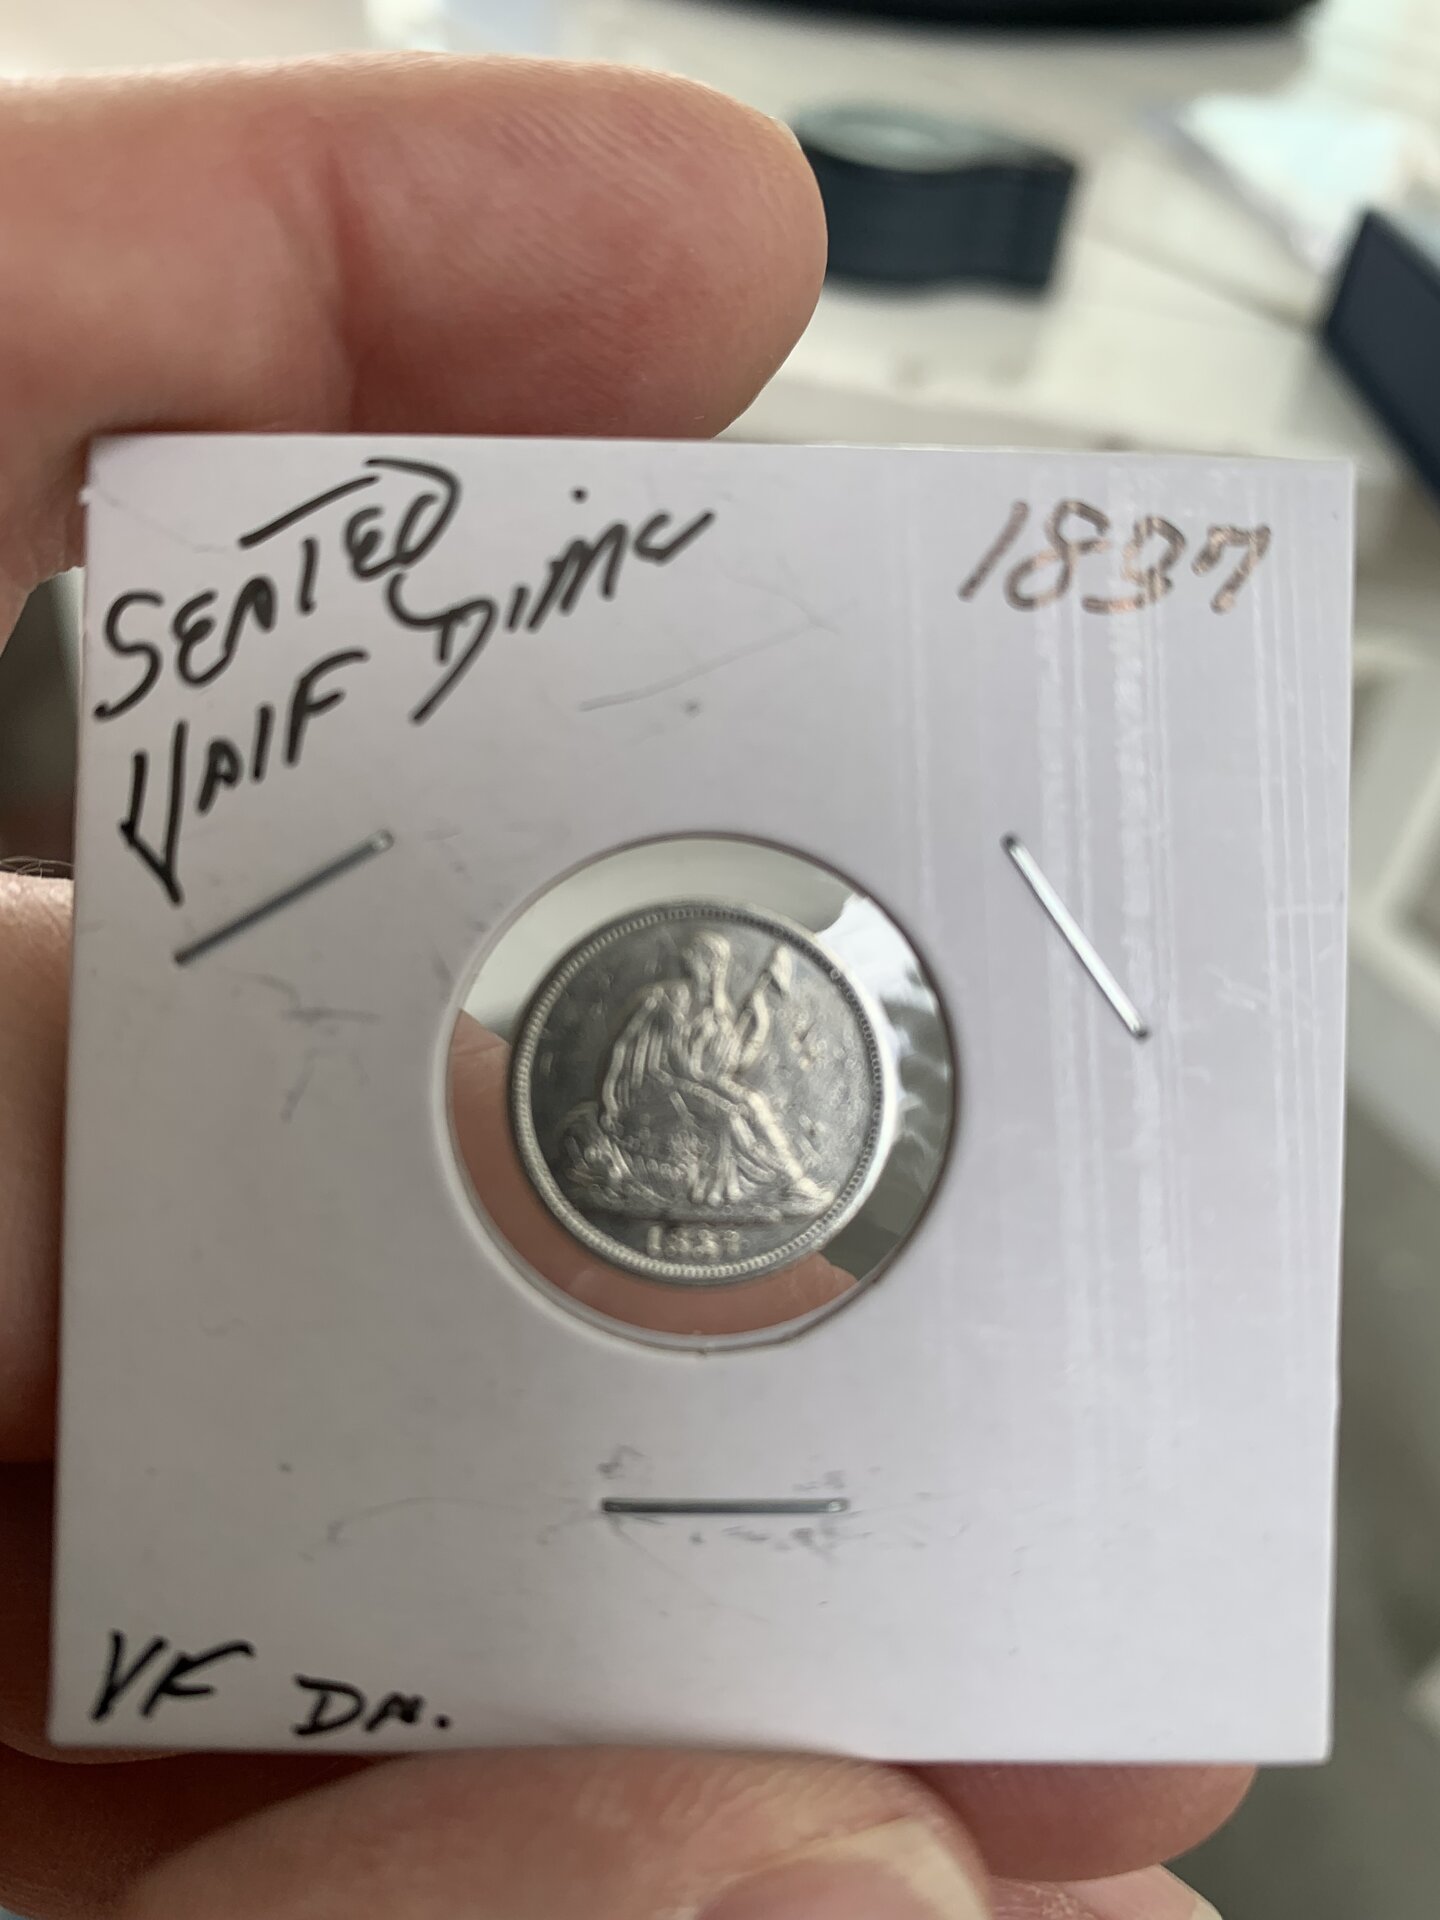 SEATED
HALF DIME
1837
1837
VF DM.